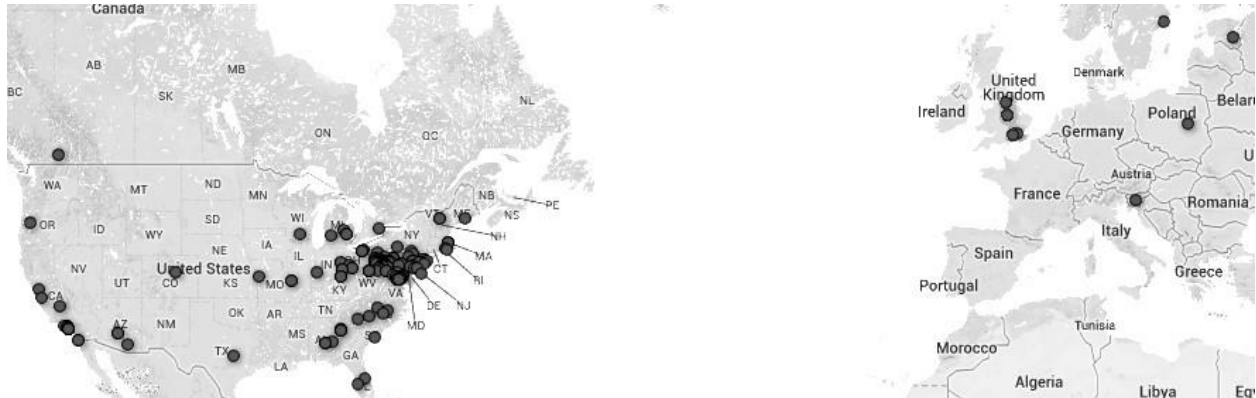 Canada
AB
MB
BC
SK
NL
ON
QC
WA
MT
ND
MN
NB
PE
OR
ID
SD
WI
MI
VT
ME
NS
WY
NY
NH
NE
IA
MA
NV
IL
IN
United States
UT
CO
KS
MO
KY
WV
VA
CT
RI
CA
DE
NJ
OK
TN
MD
AZ
NM
AR
MS
TX
LA
GA
Denmark
United
Kingdom
Ireland
Poland
Belaru
Germany
Austria
France
Romania
Italy
Spain
Portugal
Greece
Tunisia
Morocco
Algeria
Libya
Egy